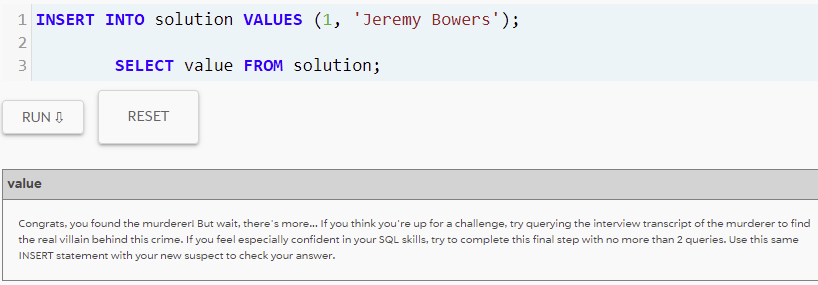 1 INSERT INTO solution VALUES (1, 'Jeremy Bowers');
2
3 SELECT value FROM solution;
RUN ⇩ RESET
value
Congrats, you found the murderer! But wait, there's more... If you think you're up for a challenge, try querying the interview transcript of the murderer to find
the real villain behind this crime. If you feel especially confident in your SQL skills, try to complete this final step with no more than 2 queries. Use this same
INSERT statement with your new suspect to check your answer.